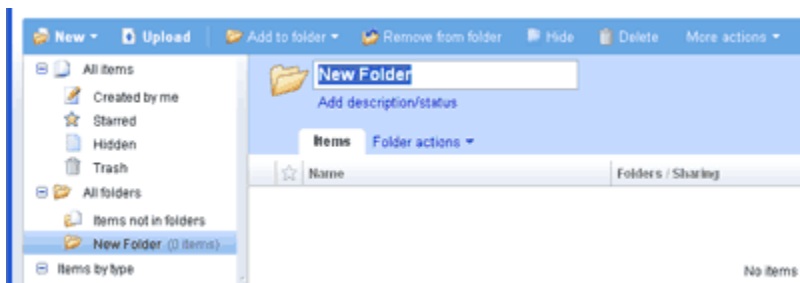 New Upload Add to folder Remove from folder Hide Delete More actions
All items
Created by me
Starred
Hidden
Trash
All folders
Items not in folders
New Folder (0 items)
Items by type
New Folder
Add description/status
Items Folder actions
Name Folders / Sharing
No items